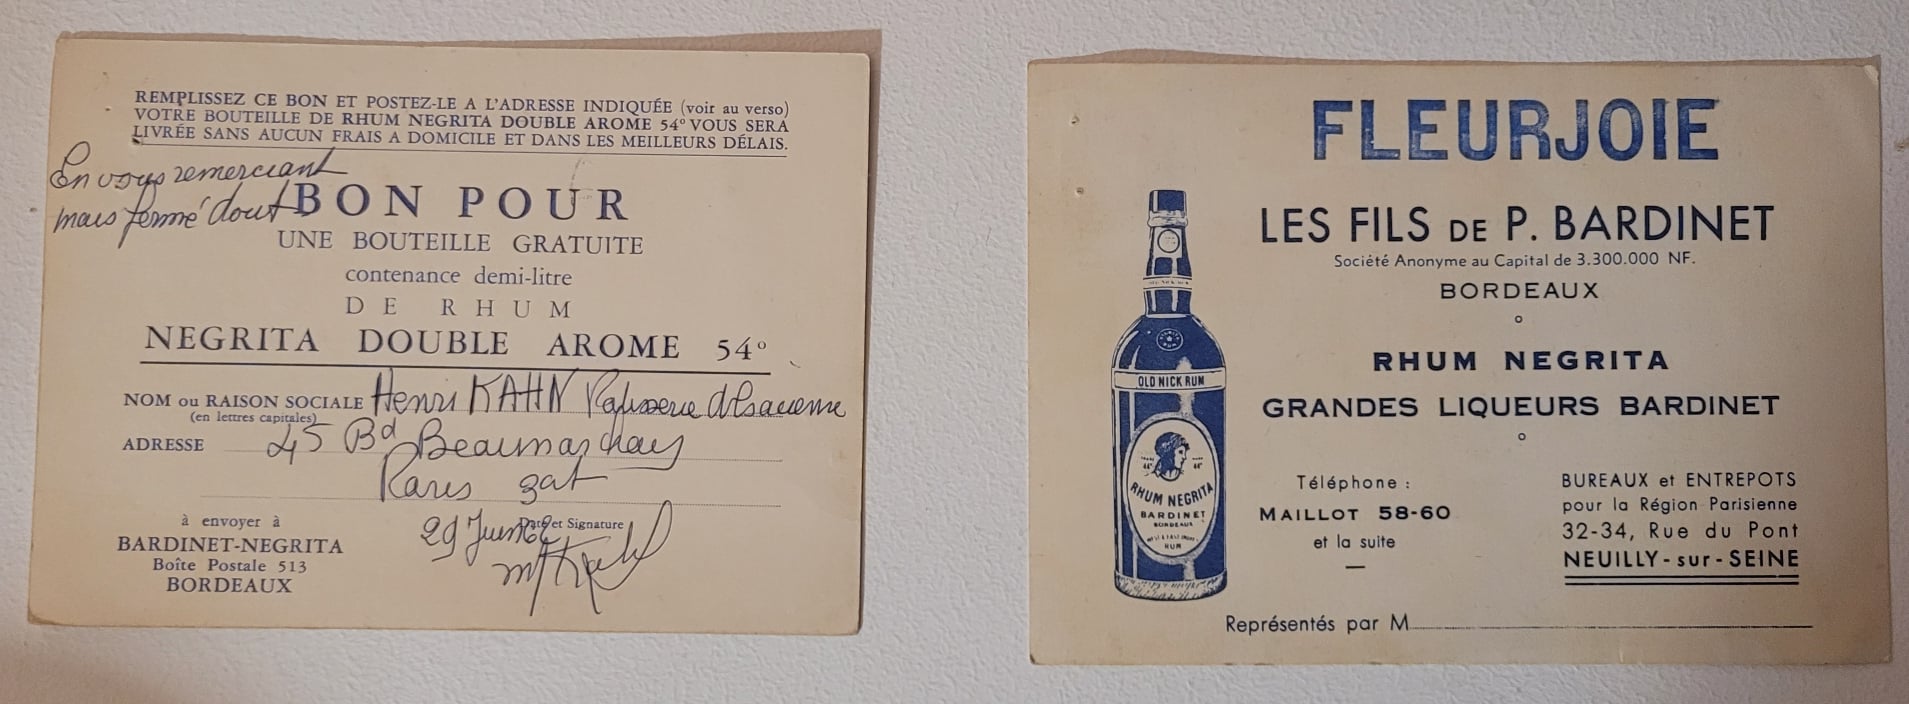 REMPLISSEZ CE BON ET POSTEZ-LE A L'ADRESSE INDIQUÉE (voir au verso)
VOTRE BOUTEILLE DE RHUM NEGRITA DOUBLE AROME 54° VOUS SERA
LIVRÉE SANS AUCUN FRAIS A DOMICILE ET DANS LES MEILLEURS DÉLAIS.
En vous remerciant
mais fermé Aout
BON POUR
UNE BOUTEILLE GRATUITE
contenance demi-litre
DE RHUM
NEGRITA DOUBLE AROME 54°
NOM ou RAISON SOCIALE Henri KAHN Patisserie Alsacienne
(en lettres capitales)
ADRESSE 45 Bd Beaumarchais
Paris
à envoyer à
BARDINET-NEGRITA
Boîte Postale 513
BORDEAUX
Date et Signature
29 Juin 62
FLEURJOIE
LES FILS DE P. BARDINET
Société Anonyme au Capital de 3.300.000 NF.
BORDEAUX
RHUM NEGRITA
GRANDES LIQUEURS BARDINET
Téléphone :
MAILLOT 58-60
et la suite
BUREAUX et ENTREPOTS
pour la Région Parisienne
32-34, Rue du Pont
NEUILLY-sur-SEINE
Représentés par M
OLD NICK RUM
44° 44°
RHUM NEGRITA
BARDINET
BORDEAUX
RUM